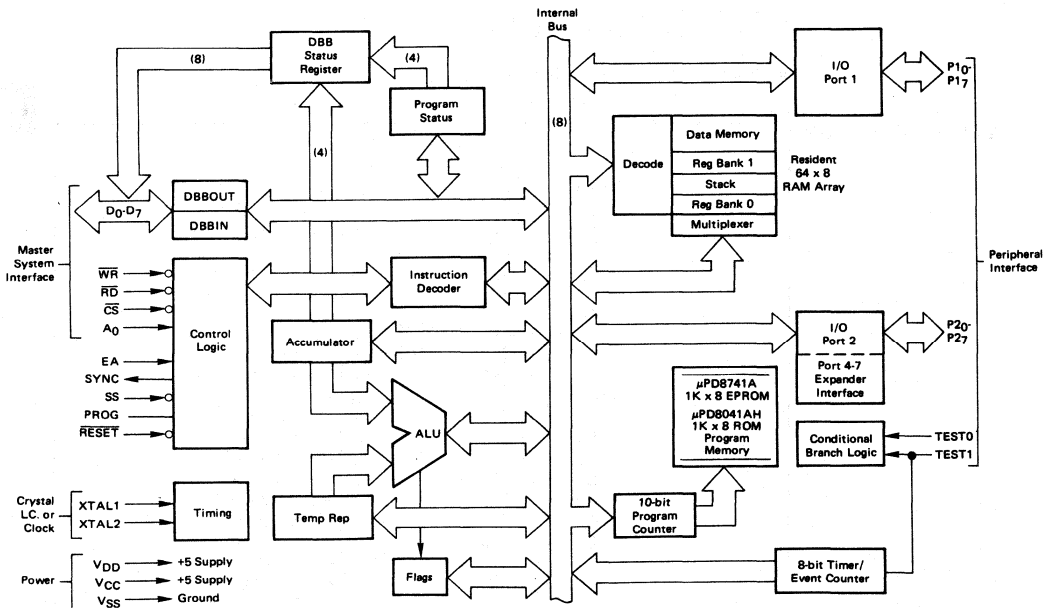 Internal
Bus
DBB
Status
Register
(8)
(4)
Program
Status
(4)
(8)
I/O
Port 1
P10-
P17
Decode
Data Memory
Reg Bank 1
Stack
Reg Bank 0
Multiplexer
Resident
64 x 8
RAM Array
D0-D7
DBBOUT
DBBIN
Master
System
Interface
WR
RD
CS
A0
EA
SYNC
SS
PROG
RESET
Control
Logic
Instruction
Decoder
Accumulator
ALU
Peripheral
Interface
I/O
Port 2
Port 4-7
Expander
Interface
P20-
P27
μPD8741A
1K x 8 EPROM
μPD8041AH
1K x 8 ROM
Program
Memory
Conditional
Branch Logic
TEST0
TEST1
Crystal
LC. or
Clock
XTAL1
XTAL2
Timing
Temp Rep
10-bit
Program
Counter
Flags
8-bit Timer/
Event Counter
Power
VDD
+5 Supply
VCC
+5 Supply
VSS
Ground